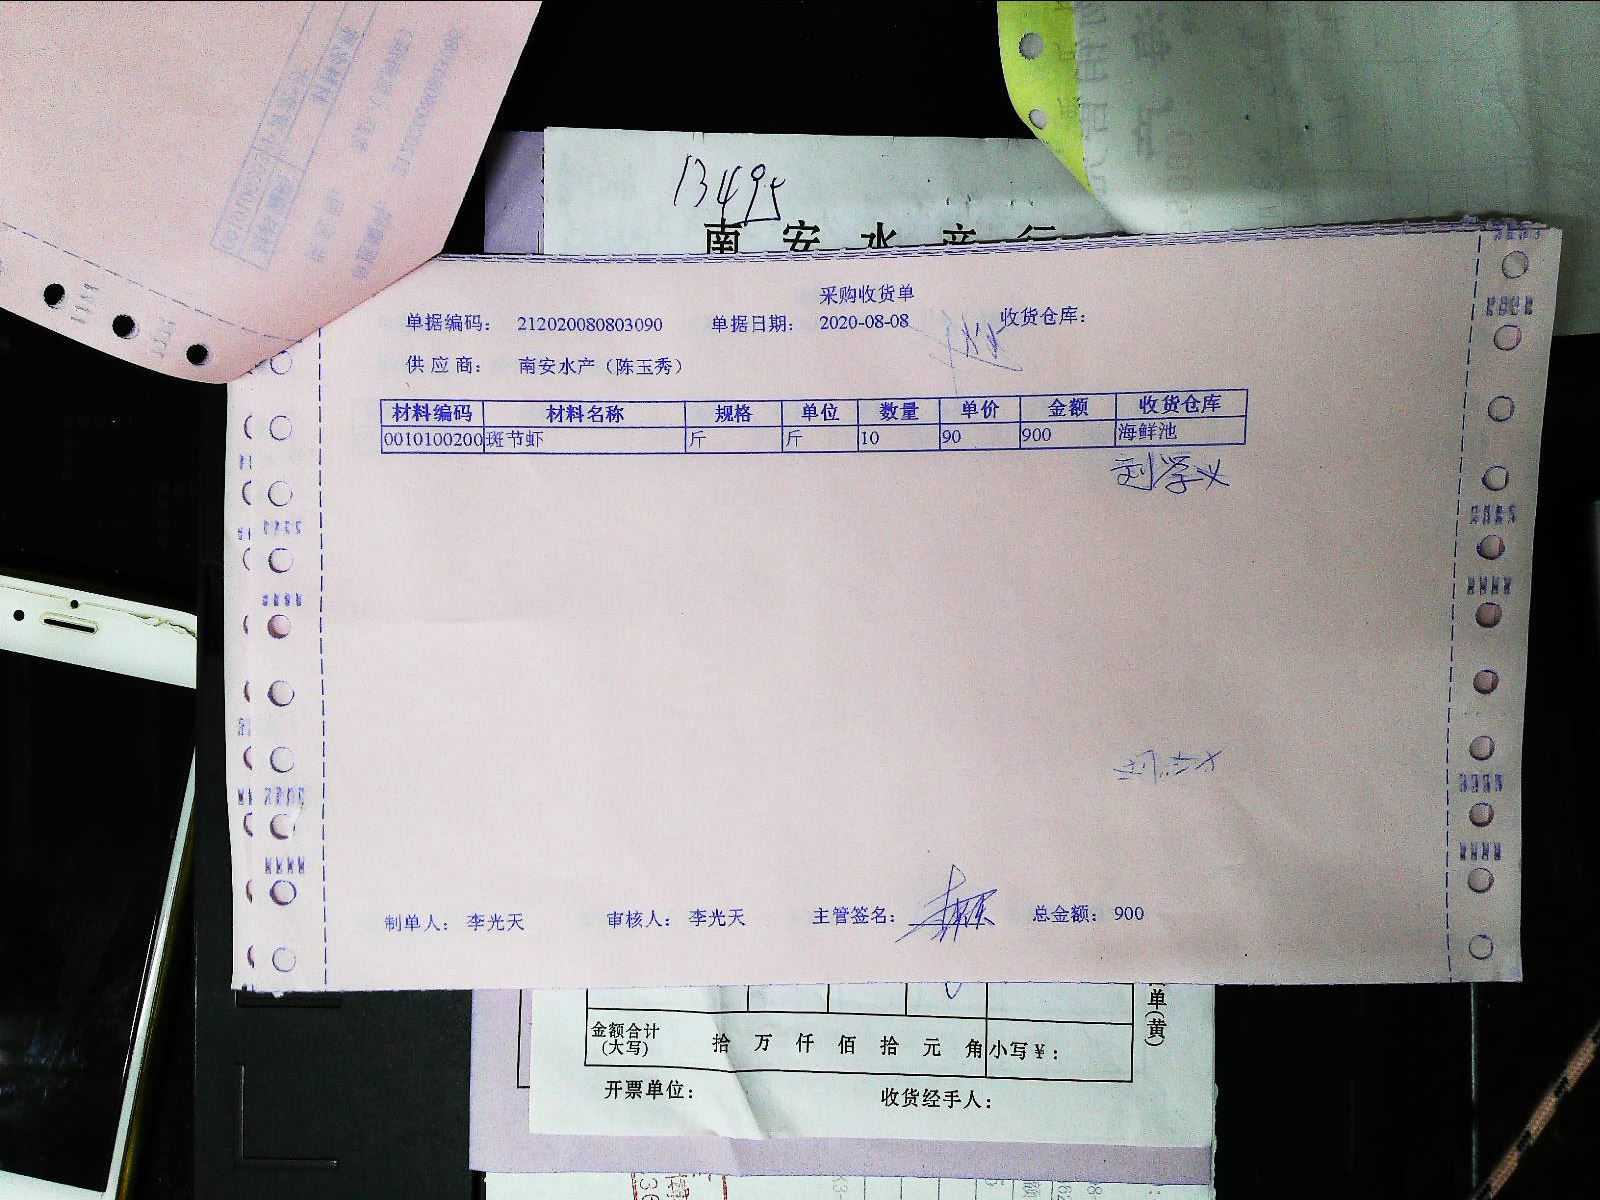 13495
南安水产行
采购收货单
单据编码： 212020080803090 单据日期： 2020-08-08 收货仓库：
供应商： 南安水产（陈玉秀）
材料编码 材料名称 规格 单位 数量 单价 金额 收货仓库
0010100200 斑节虾 斤 斤 10 90 900 海鲜池
刘学义
制单人： 李光天 审核人： 李光天 主管签名： 总金额： 900
单(黄)
金额合计
(大写) 拾 万 仟 佰 拾 元 角 小写￥：
开票单位： 收货经手人：